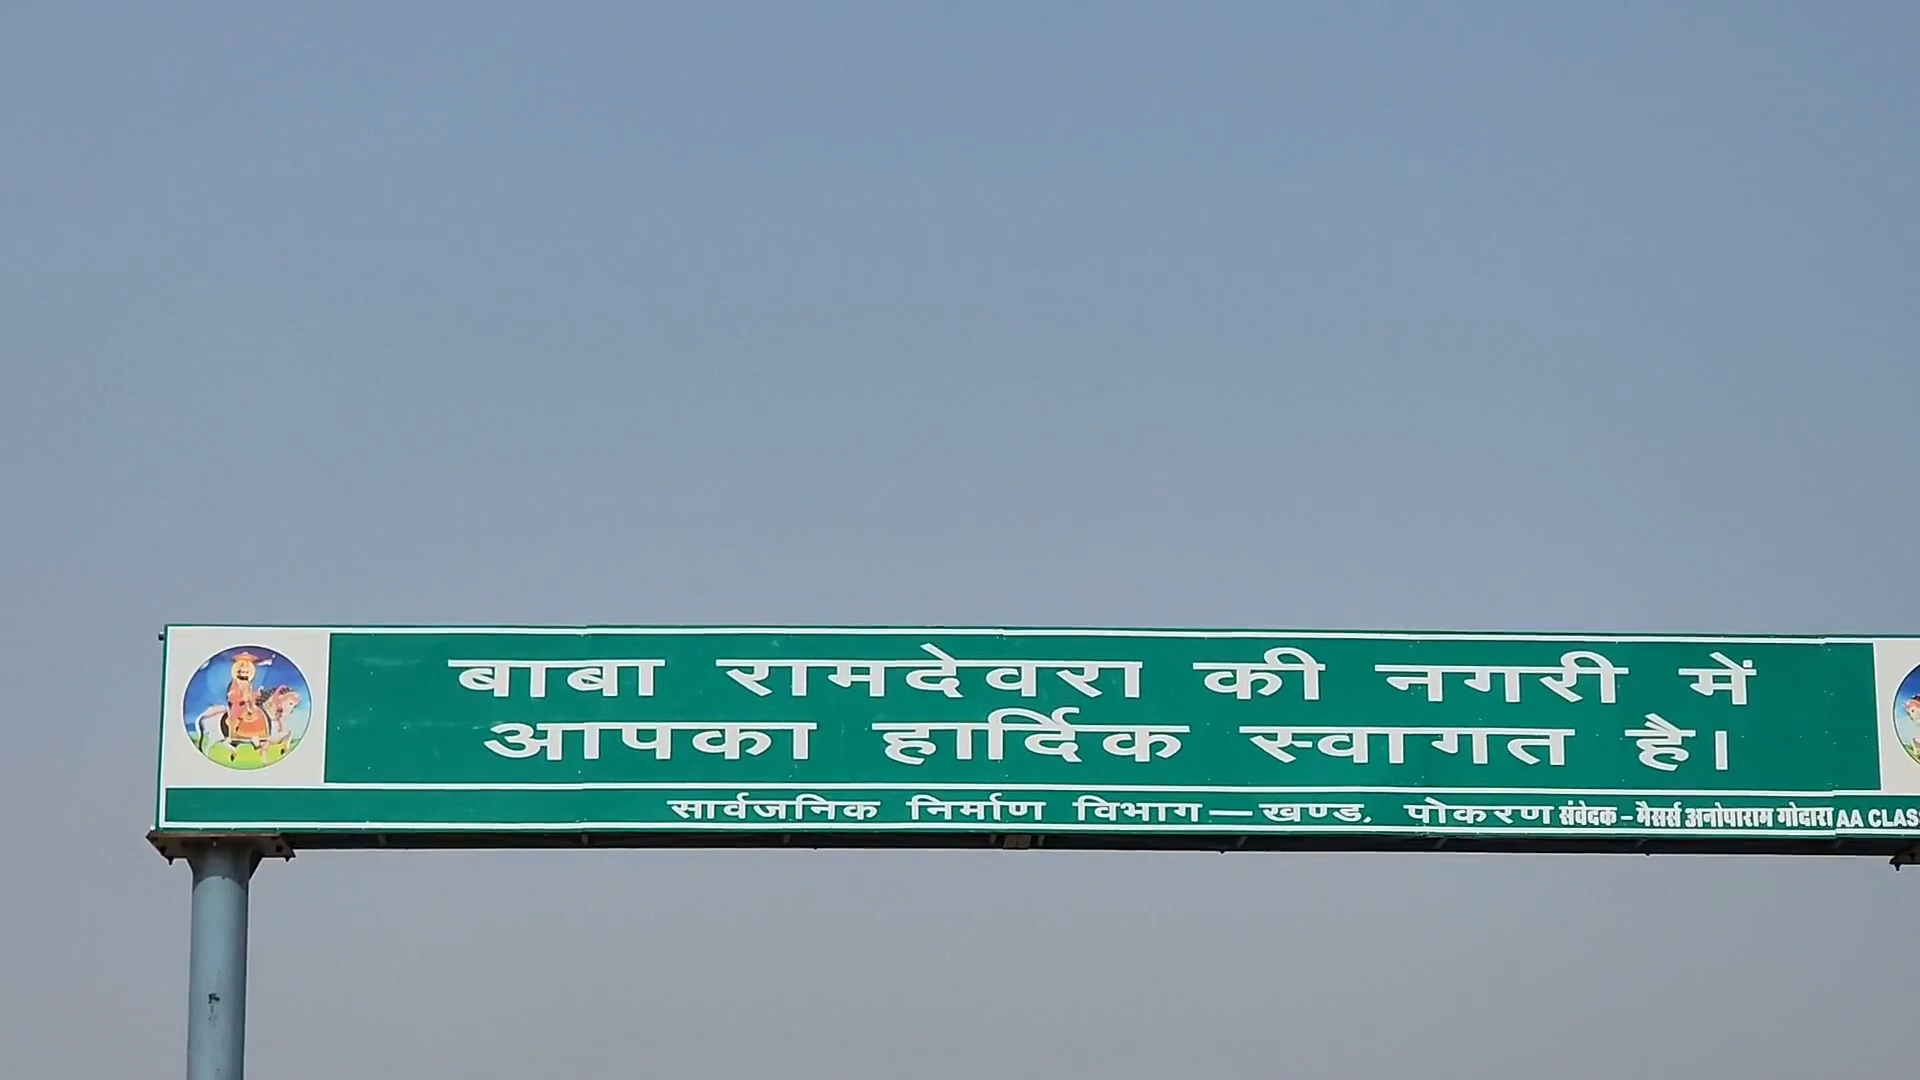 बाबा रामदेवरा की नगरी में
आपका हार्दिक स्वागत है।
सार्वजनिक निर्माण विभाग – खण्ड, पोकरण संवेदक – मैसर्स अनोपाराम गोदारा AA CLASS